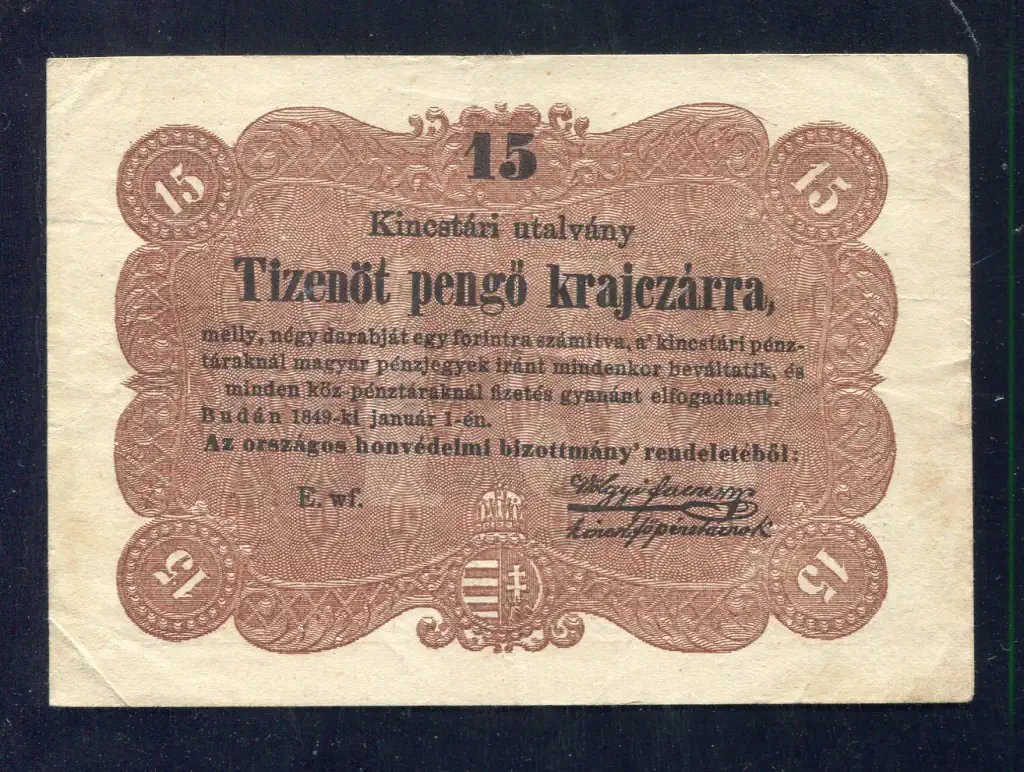 15
15
15
Kincstári utalvány
Tizenöt pengő krajczárra,
melly, négy darabját egy forintra számítva, a' kincstári pénz-
táraknál magyar pénzjegyek iránt mindenkor beváltatik, és
minden köz pénztáraknál fizetés gyanánt elfogadtatik.
Budán 1849-ki január 1-én.
Az országos honvédelmi bizottmány' rendeletéből:
E. wf.
15
15